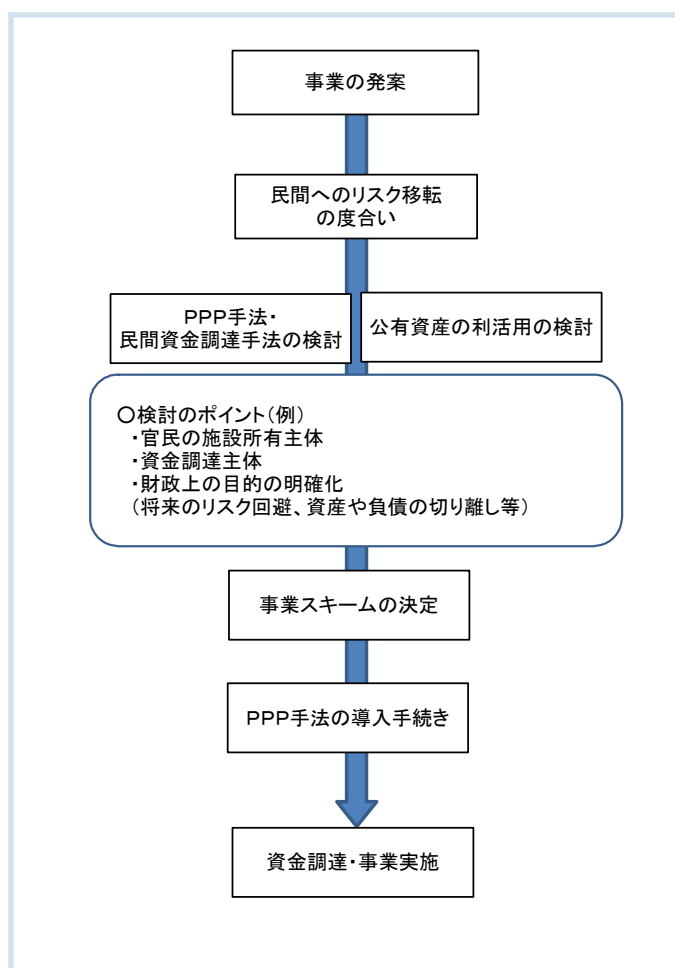 事業の発案
民間へのリスク移転
の度合い
PPP手法・
民間資金調達手法の検討
公有資産の利活用の検討
〇検討のポイント(例)
・官民の施設所有主体
・資金調達主体
・財政上の目的の明確化
(将来のリスク回避、資産や負債の切り離し等)
事業スキームの決定
PPP手法の導入手続き
資金調達・事業実施